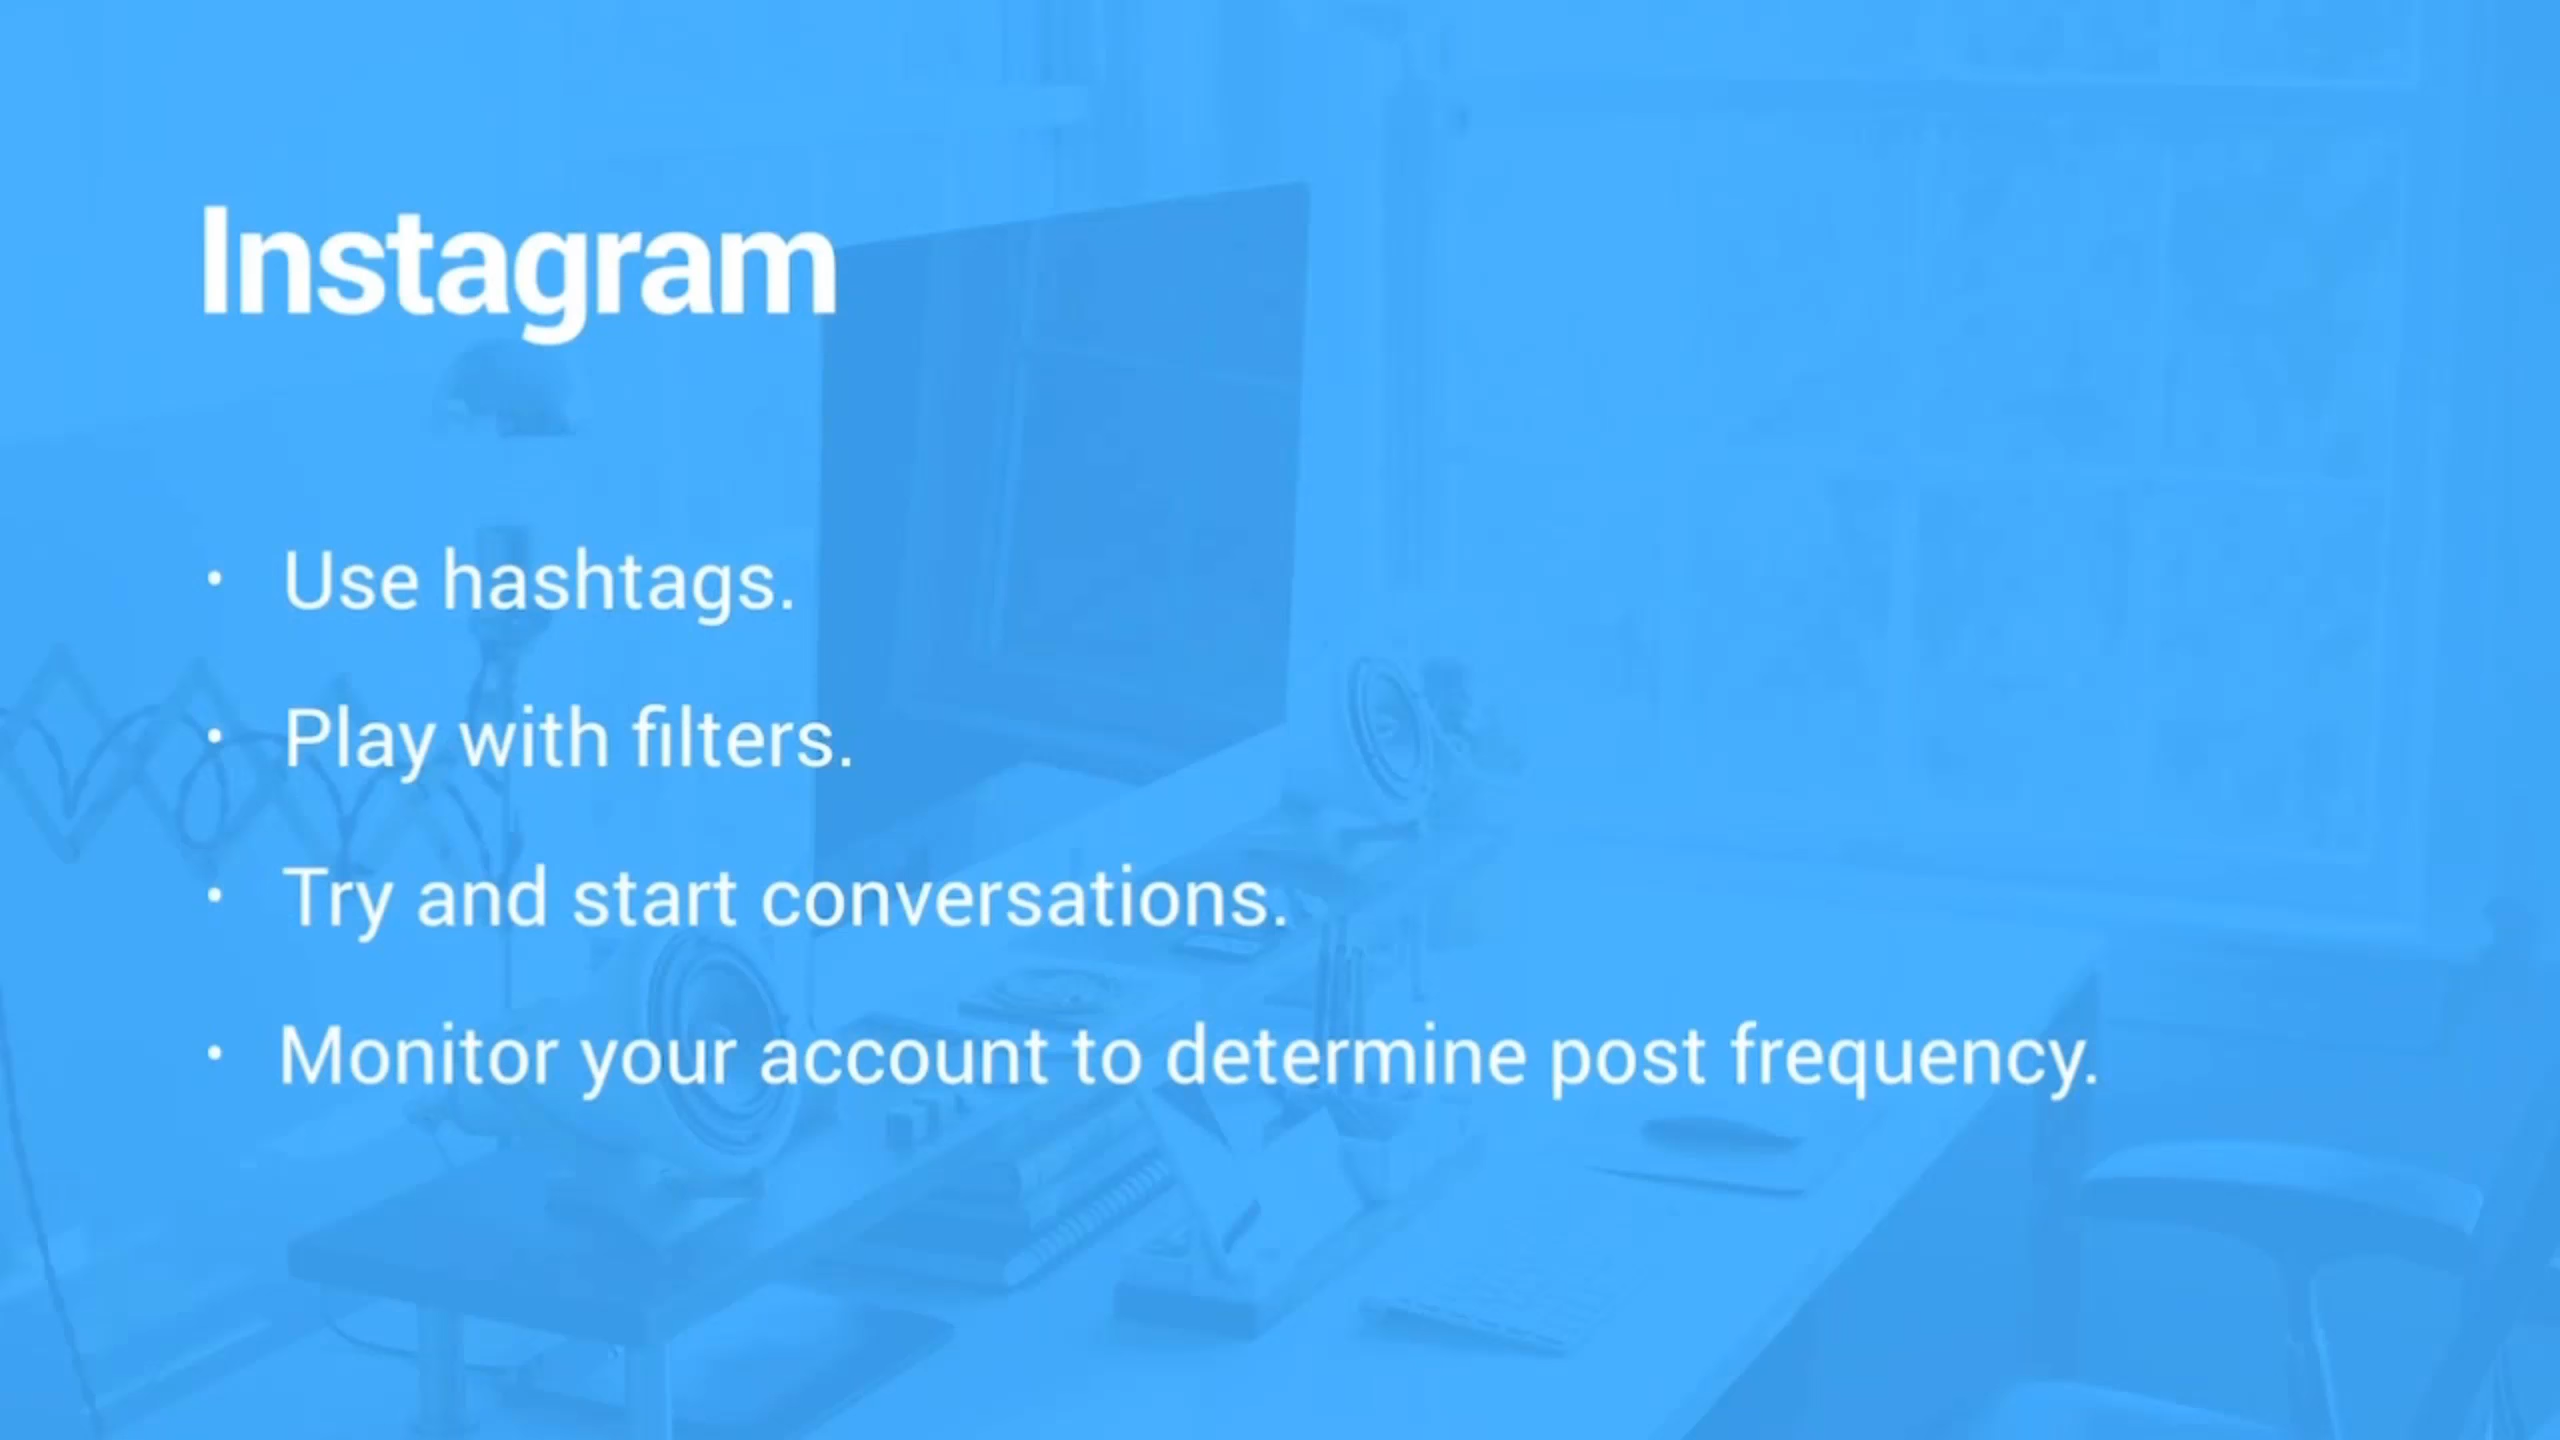 Instagram
• Use hashtags.
• Play with filters.
• Try and start conversations.
• Monitor your account to determine post frequency.